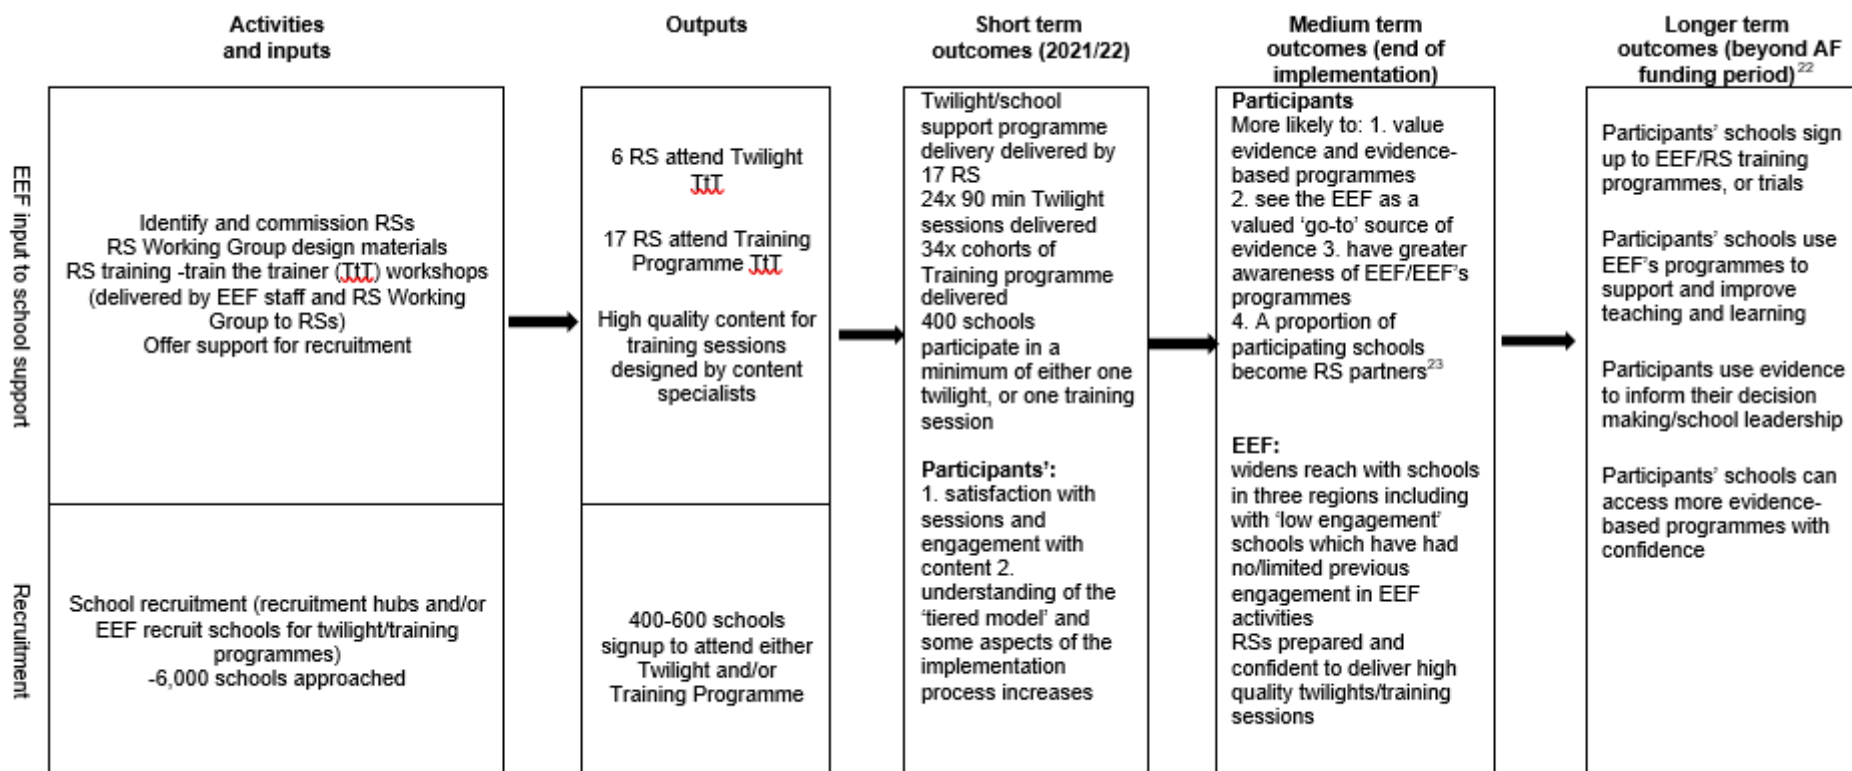 Activities
and inputs
Outputs
Short term
outcomes (2021/22)
Medium term
outcomes (end of
implementation)
Longer term
outcomes (beyond AF
funding period)22
EEF input to school support
Identify and commission RSs
RS Working Group design materials
RS training -train the trainer (TtT) workshops
(delivered by EEF staff and RS Working
Group to RSs)
Offer support for recruitment
6 RS attend Twilight
TtT
17 RS attend Training
Programme TtT
High quality content for
training sessions
designed by content
specialists
Recruitment
School recruitment (recruitment hubs and/or
EEF recruit schools for twilight/training
programmes)
-6,000 schools approached
400-600 schools
signup to attend either
Twilight and/or
Training Programme
Twilight/school
support programme
delivery delivered by
17 RS
24x 90 min Twilight
sessions delivered
34x cohorts of
Training programme
delivered
400 schools
participate in a
minimum of either one
twilight, or one training
session
Participants':
1. satisfaction with
sessions and
engagement with
content 2.
understanding of the
'tiered model' and
some aspects of the
implementation
process increases
Participants
More likely to: 1. value
evidence and evidence-
based programmes
2. see the EEF as a
valued 'go-to' source of
evidence 3. have greater
awareness of EEF/EEF's
programmes
4. A proportion of
participating schools
become RS partners23
EEF:
widens reach with schools
in three regions including
with 'low engagement'
schools which have had
no/limited previous
engagement in EEF
activities
RSs prepared and
confident to deliver high
quality twilights/training
sessions
Participants' schools sign
up to EEF/RS training
programmes, or trials
Participants' schools use
EEF's programmes to
support and improve
teaching and learning
Participants use evidence
to inform their decision
making/school leadership
Participants' schools can
access more evidence-
based programmes with
confidence